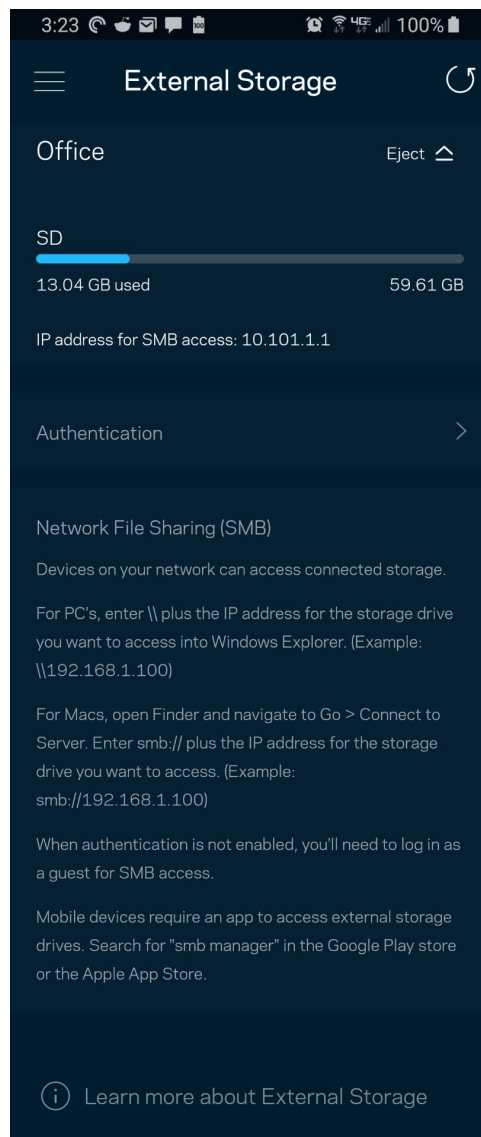 3:23 100 4GE 100%
External Storage
Office Eject
SD
13.04 GB used 59.61 GB
IP address for SMB access: 10.101.1.1
Authentication
Network File Sharing (SMB)
Devices on your network can access connected storage.
For PC's, enter \\ plus the IP address for the storage drive
you want to access into Windows Explorer. (Example:
\\192.168.1.100)
For Macs, open Finder and navigate to Go > Connect to
Server. Enter smb:// plus the IP address for the storage
drive you want to access. (Example:
smb://192.168.1.100)
When authentication is not enabled, you'll need to log in as
a guest for SMB access.
Mobile devices require an app to access external storage
drives. Search for "smb manager" in the Google Play store
or the Apple App Store.
Learn more about External Storage